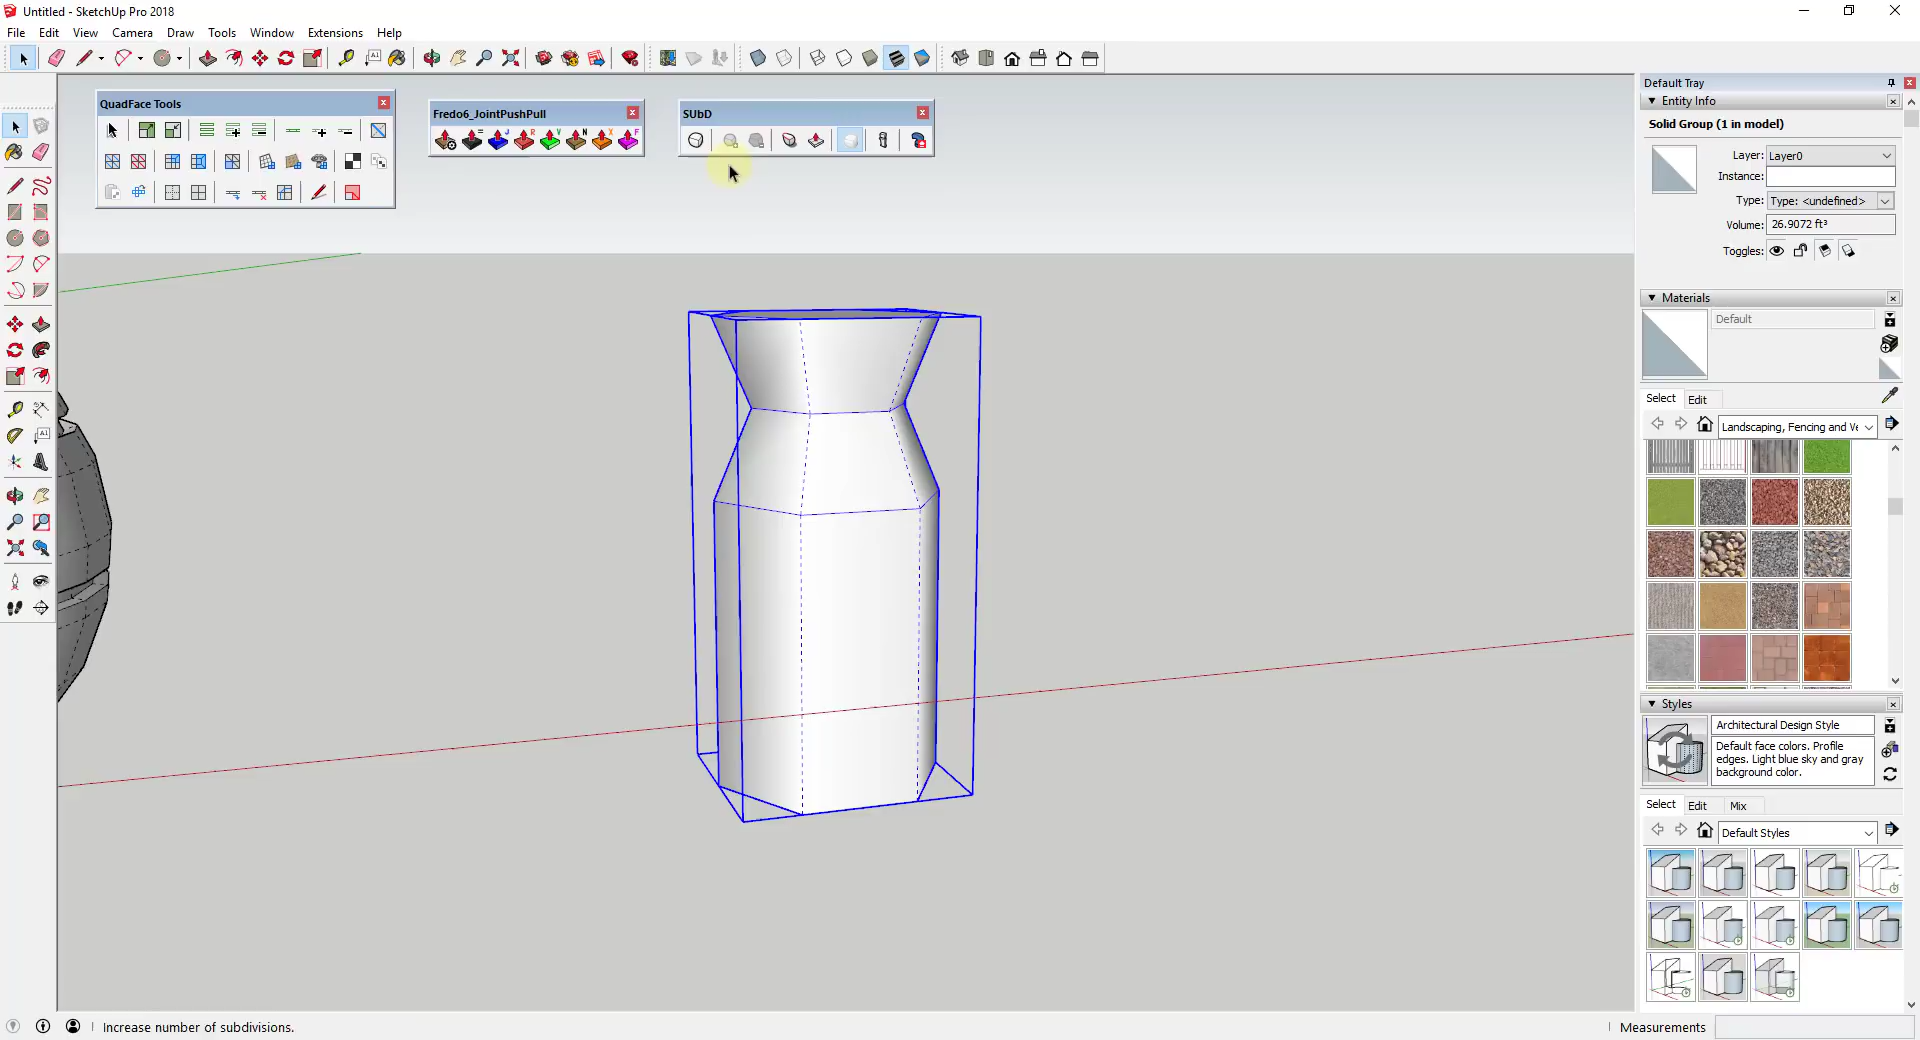 Untitled - SketchUp Pro 2018
File Edit View Camera Draw Tools Window Extensions Help
QuadFace Tools
Fredo6_JointPushPull
SUbD
Default Tray
Entity Info
Solid Group (1 in model)
Layer: Layer0
Instance:
Type: Type: <undefined>
Volume: 26.9072 ft³
Toggles:
Materials
Default
Select Edit
Landscaping, Fencing and Ve
Styles
Architectural Design Style
Default face colors. Profile
edges. Light blue sky and gray
background color.
Select Edit Mix
Default Styles
Increase number of subdivisions.
Measurements